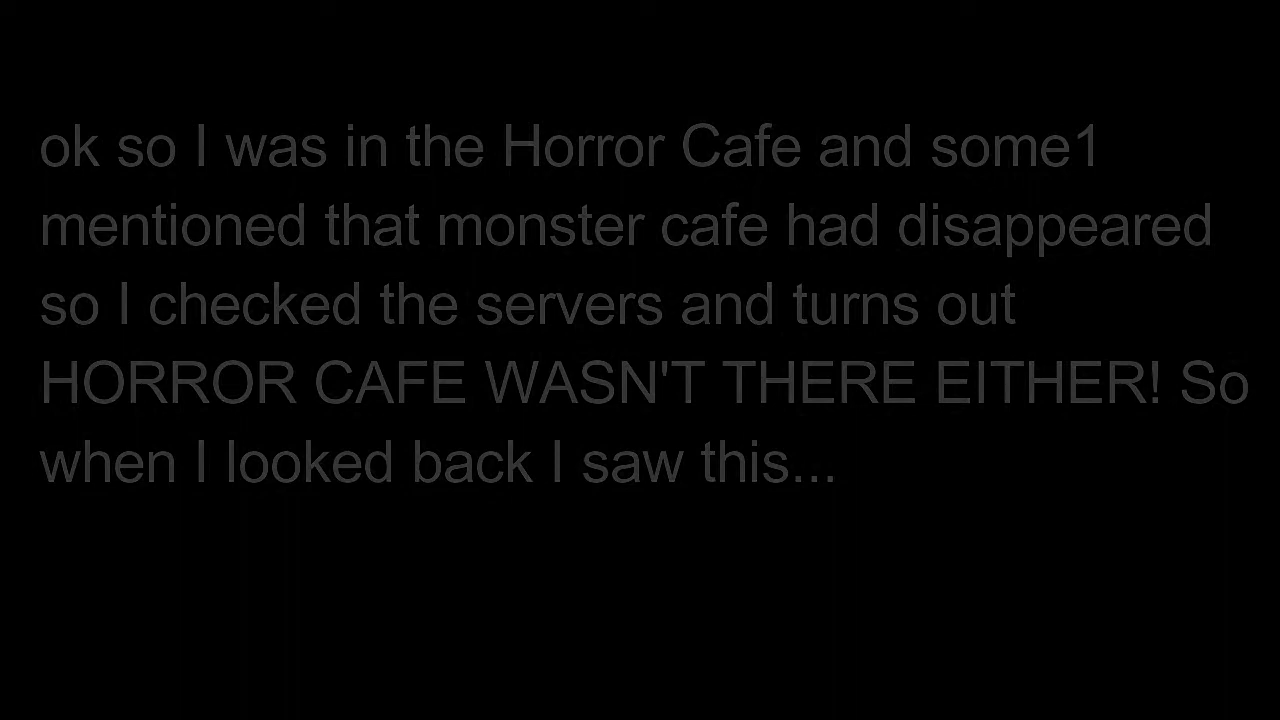 ok so I was in the Horror Cafe and some1
mentioned that monster cafe had disappeared
so I checked the servers and turns out
HORROR CAFE WASN'T THERE EITHER! So
when I looked back I saw this...